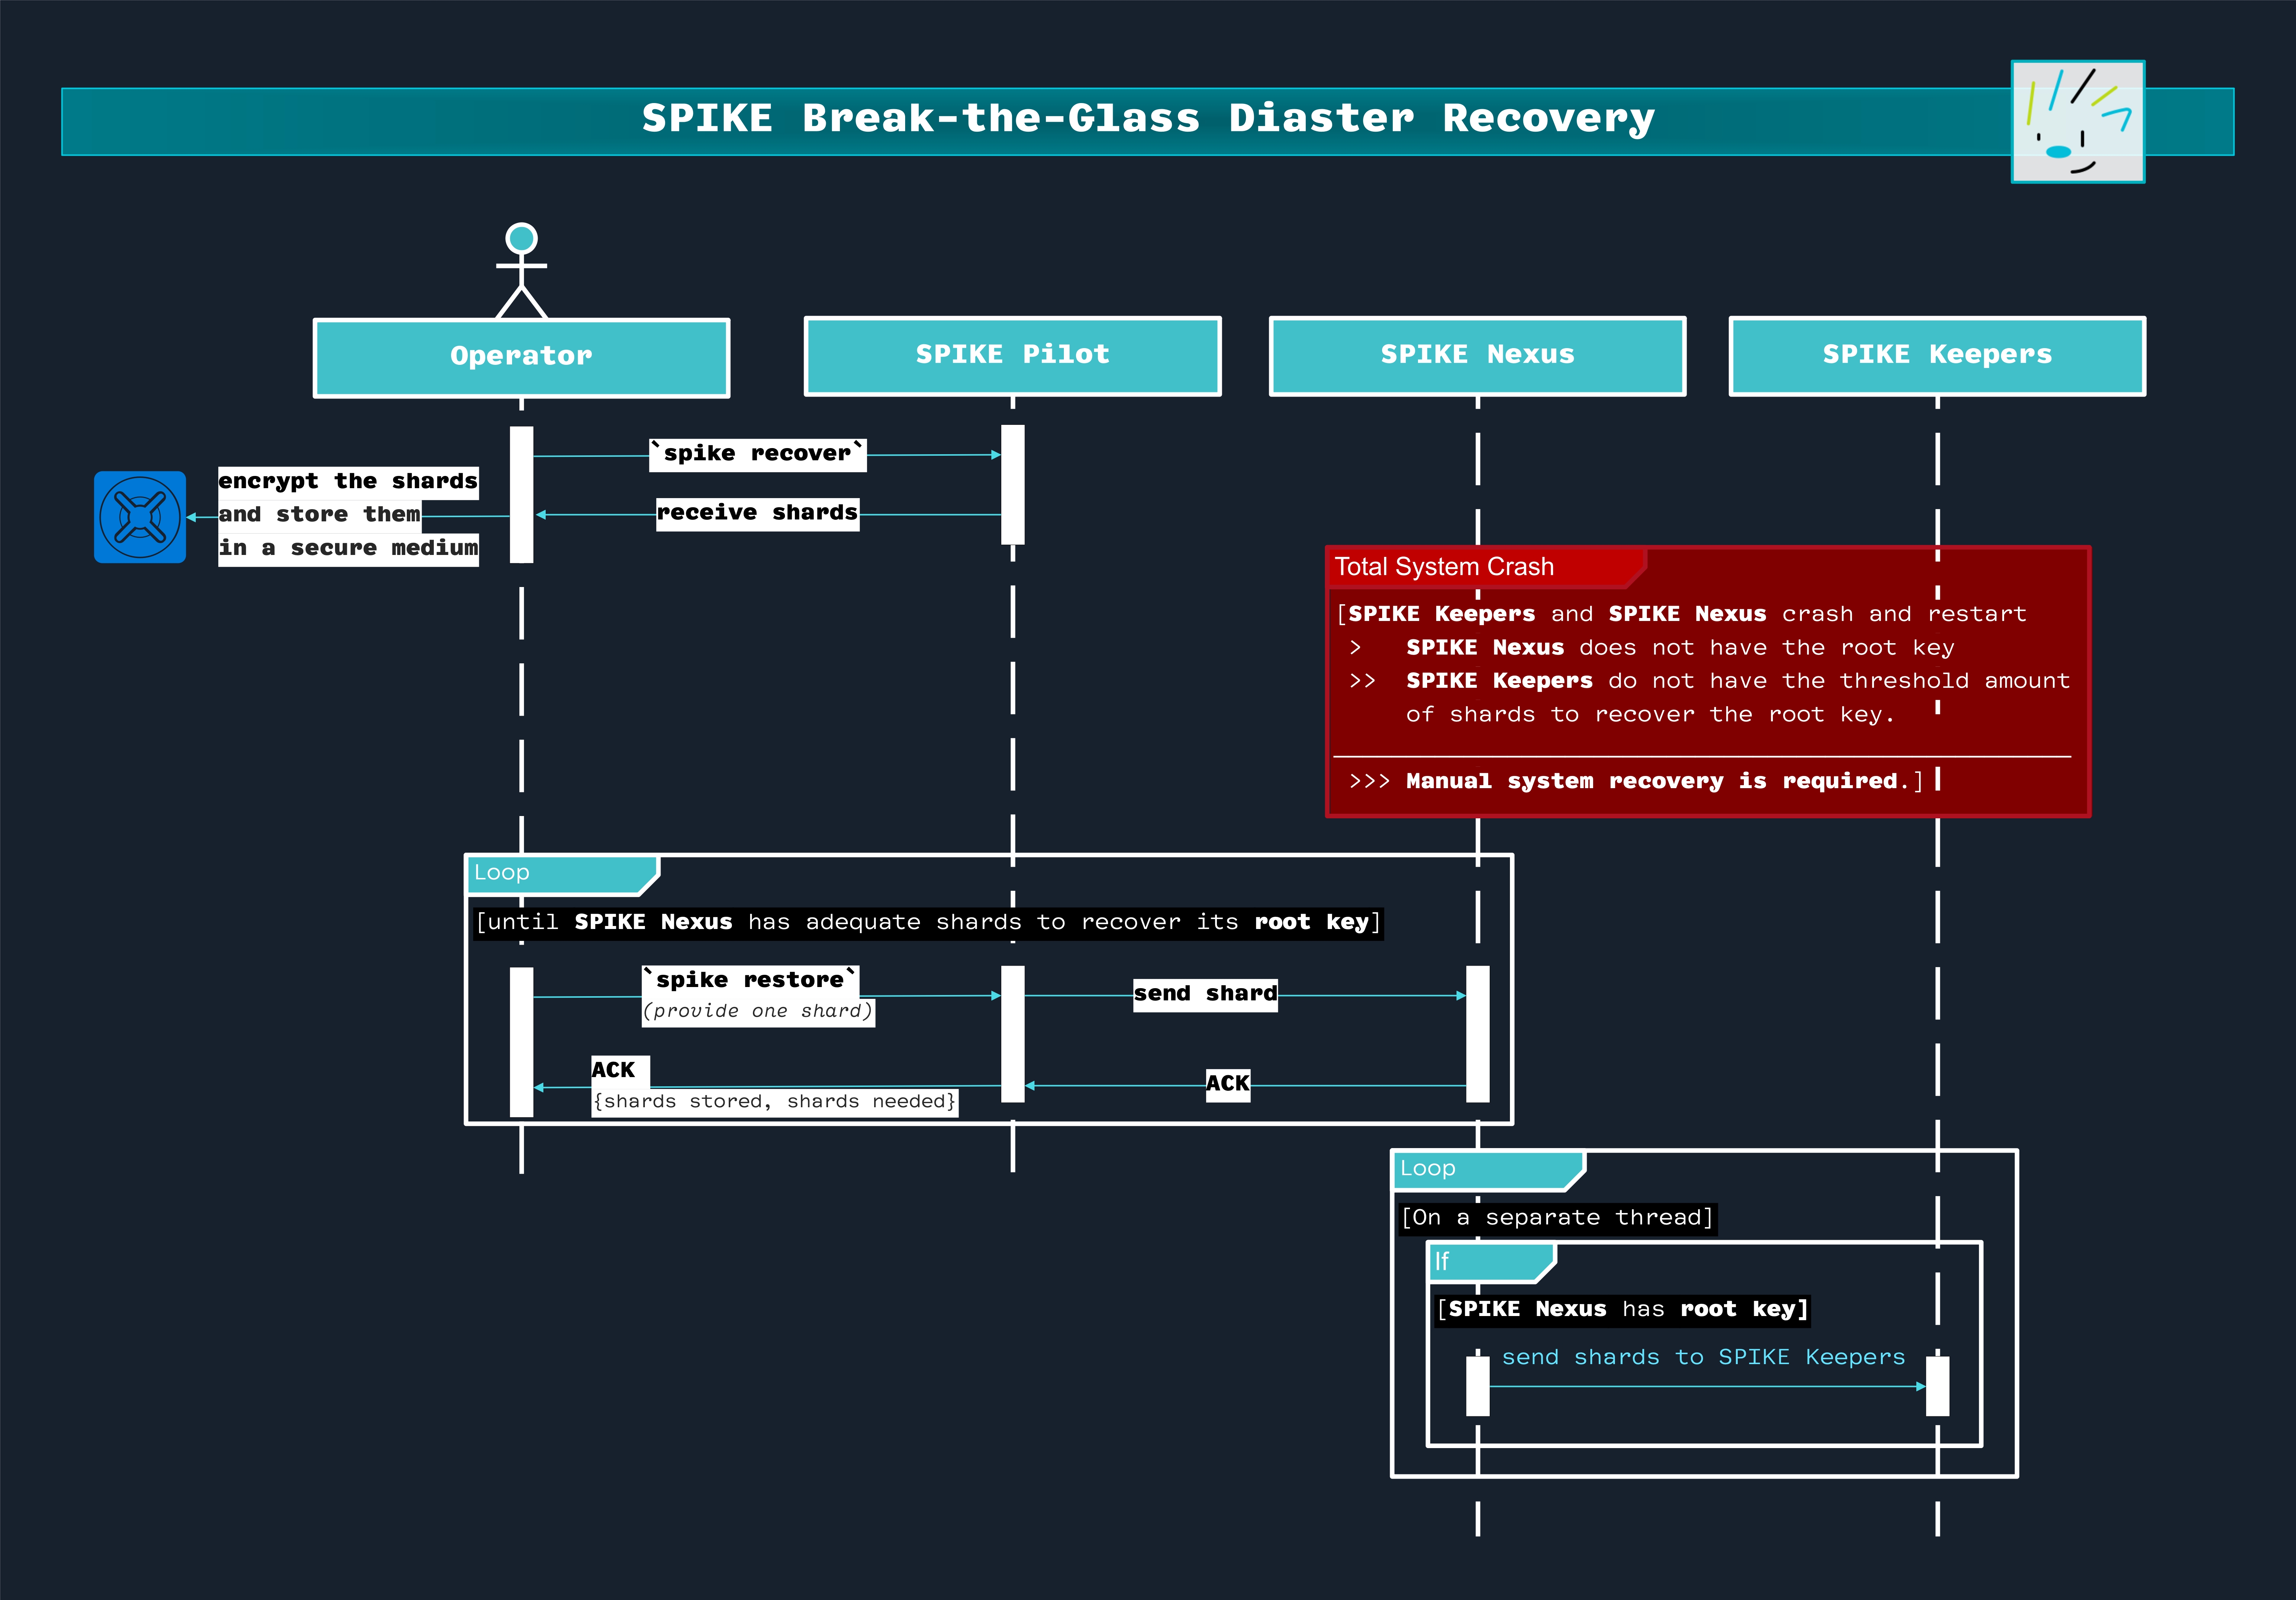 SPIKE Break-the-Glass Diaster Recovery
Operator
SPIKE Pilot
SPIKE Nexus
SPIKE Keepers
`spike recover`
encrypt the shards
and store them
in a secure medium
receive shards
Total System Crash
[SPIKE Keepers and SPIKE Nexus crash and restart
> SPIKE Nexus does not have the root key
>> SPIKE Keepers do not have the threshold amount
of shards to recover the root key.
>>> Manual system recovery is required.]
Loop
[until SPIKE Nexus has adequate shards to recover its root key]
`spike restore`
(provide one shard)
send shard
ACK
{shards stored, shards needed}
ACK
Loop
[On a separate thread]
If
[SPIKE Nexus has root key]
send shards to SPIKE Keepers